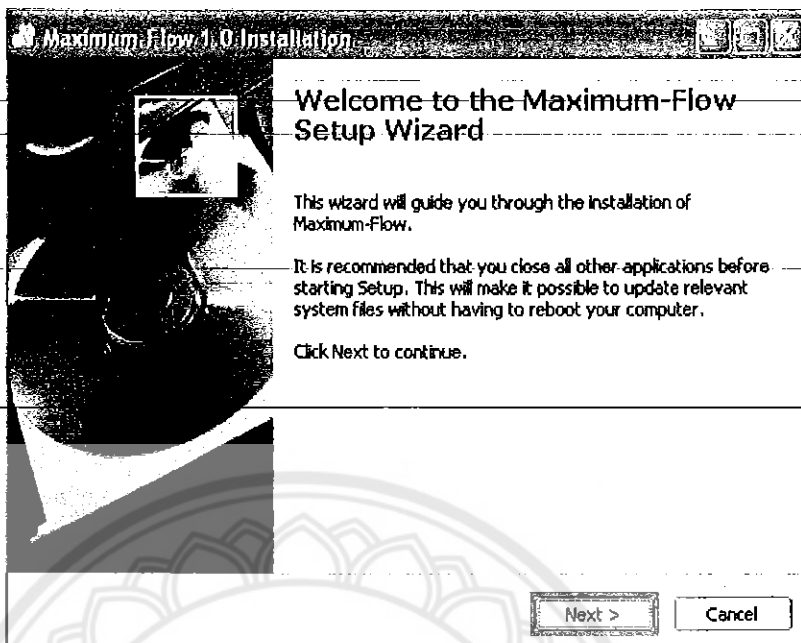 Maximum-Flow 1.0 Installation
Welcome to the Maximum-Flow
Setup Wizard
This wizard will guide you through the installation of
Maximum-Flow.
It is recommended that you close all other applications before
starting Setup. This will make it possible to update relevant
system files without having to reboot your computer.
Click Next to continue.
Next >
Cancel